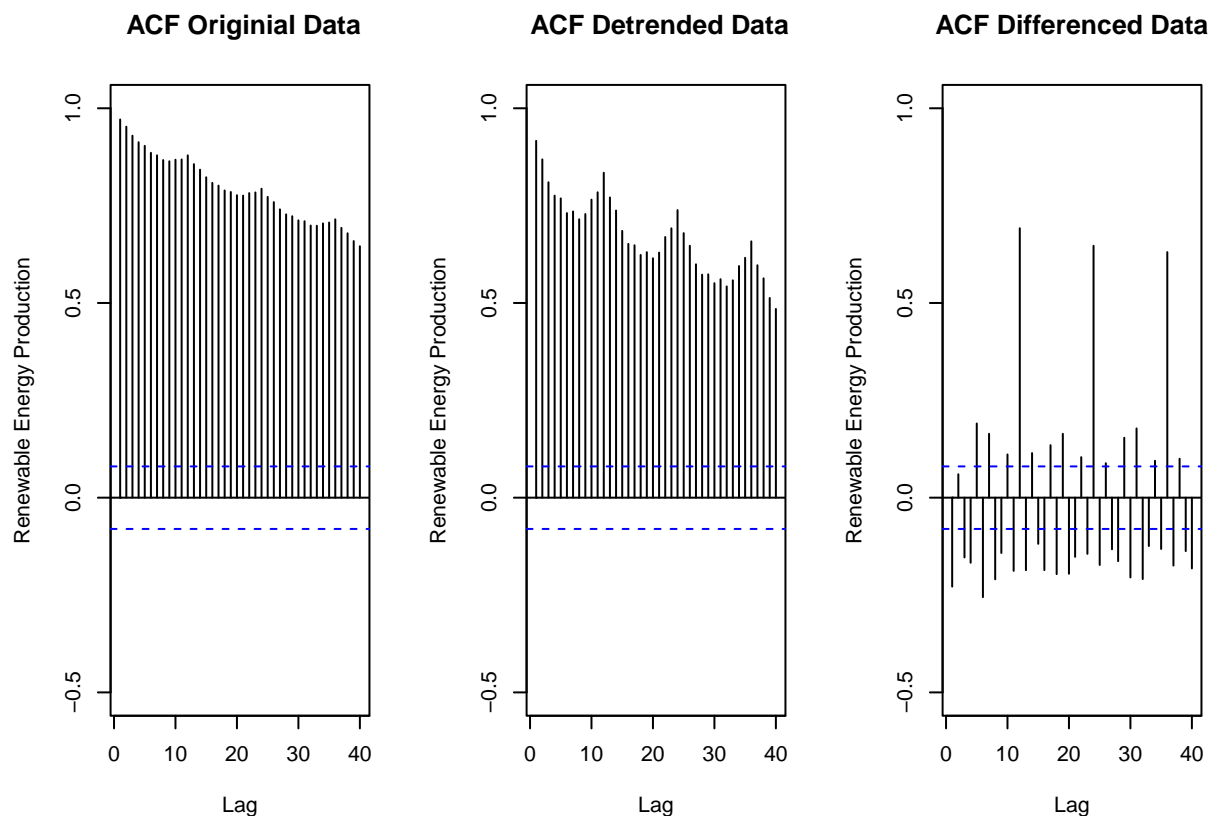 ACF Originial Data
Renewable Energy Production
1.0
0.5
0.0
−0.5
0 10 20 30 40
Lag
ACF Detrended Data
Renewable Energy Production
1.0
0.5
0.0
−0.5
0 10 20 30 40
Lag
ACF Differenced Data
Renewable Energy Production
1.0
0.5
0.0
−0.5
0 10 20 30 40
Lag